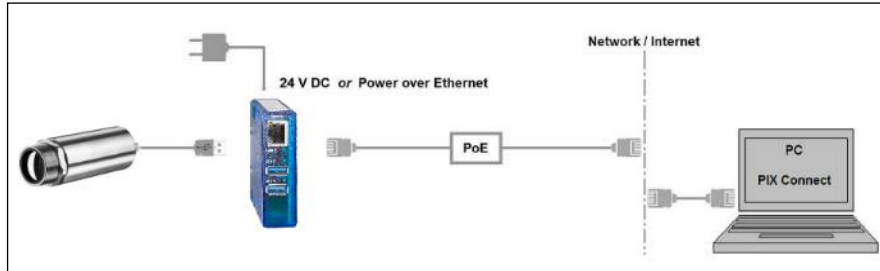 Network / Internet
24 V DC or Power over Ethernet
PoE
PC
PIX Connect